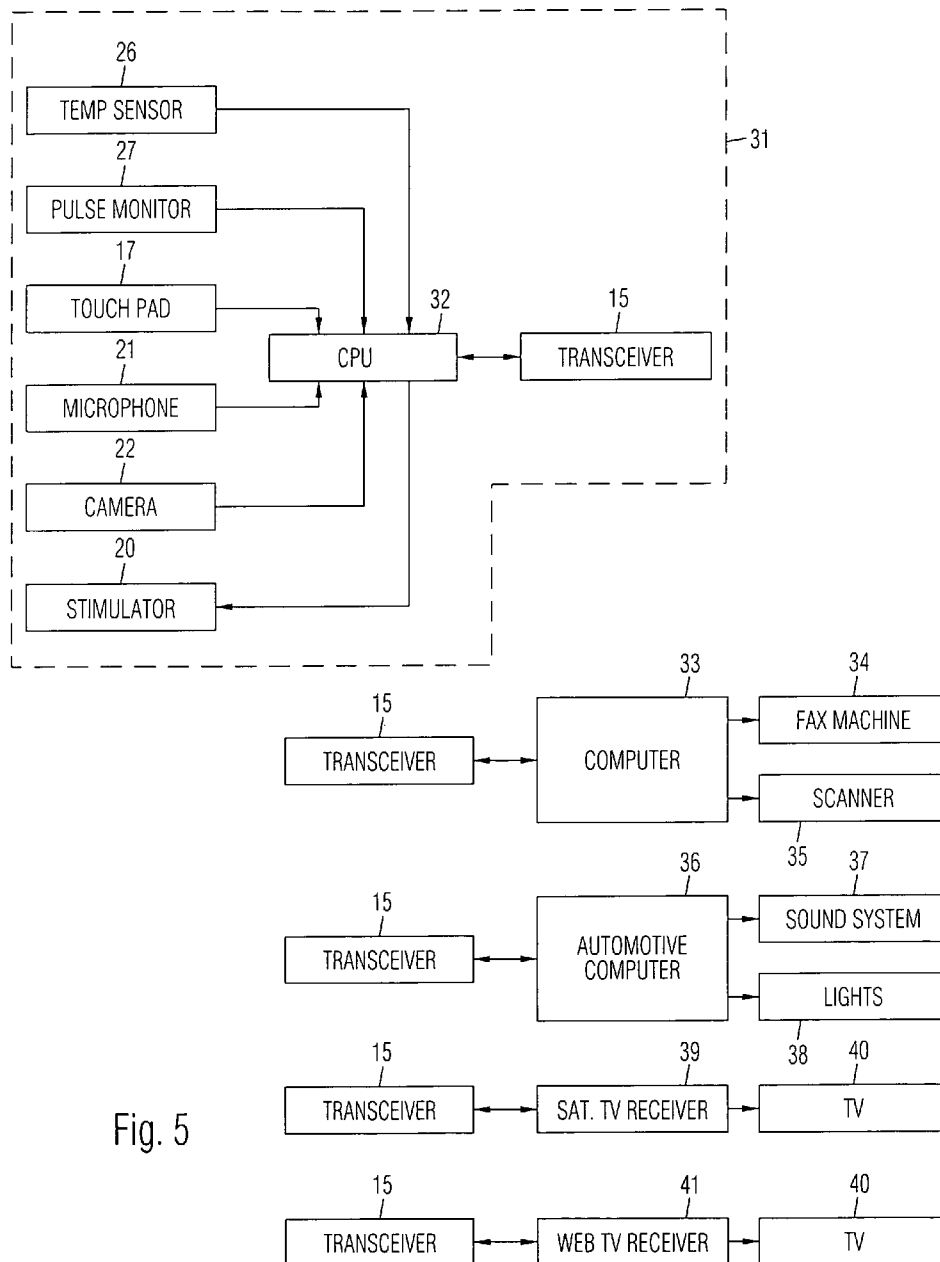 26
TEMP SENSOR
31
27
PULSE MONITOR
17
TOUCH PAD
32
15
CPU
TRANSCEIVER
21
MICROPHONE
22
CAMERA
20
STIMULATOR
15
33
34
TRANSCEIVER
COMPUTER
FAX MACHINE
SCANNER
35
15
36
37
TRANSCEIVER
AUTOMOTIVE
COMPUTER
SOUND SYSTEM
LIGHTS
38
15
39
40
TRANSCEIVER
SAT. TV RECEIVER
TV
Fig. 5
15
41
40
TRANSCEIVER
WEB TV RECEIVER
TV